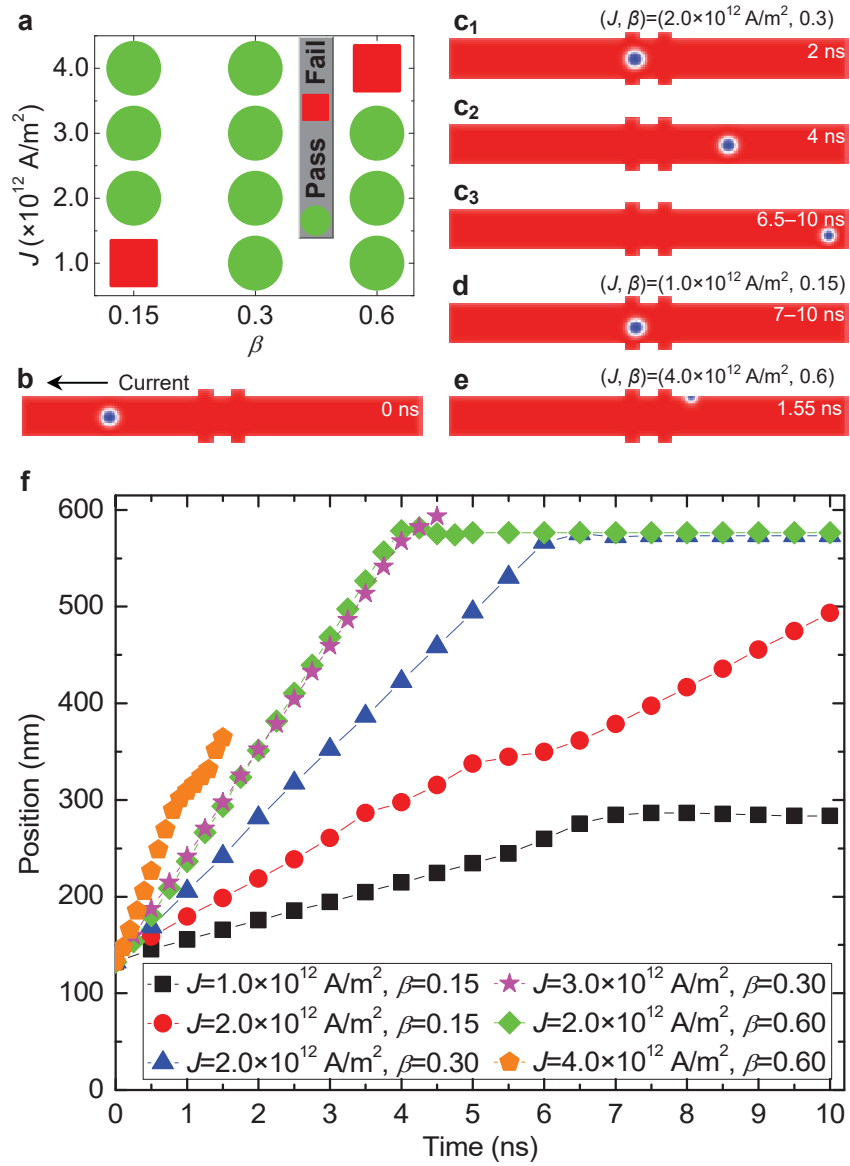 a
4.0
3.0
2.0
1.0
J (×10¹² A/m²)
0.15 0.3 0.6
β
Pass Fail
b
Current
0 ns
c₁
(J, β)=(2.0×10¹² A/m², 0.3)
2 ns
c₂
4 ns
c₃
6.5–10 ns
d
(J, β)=(1.0×10¹² A/m², 0.15)
7–10 ns
e
(J, β)=(4.0×10¹² A/m², 0.6)
1.55 ns
f
600
500
400
300
200
100
0
Position (nm)
J=1.0×10¹² A/m², β=0.15
J=2.0×10¹² A/m², β=0.15
J=2.0×10¹² A/m², β=0.30
J=3.0×10¹² A/m², β=0.30
J=2.0×10¹² A/m², β=0.60
J=4.0×10¹² A/m², β=0.60
0 1 2 3 4 5 6 7 8 9 10
Time (ns)